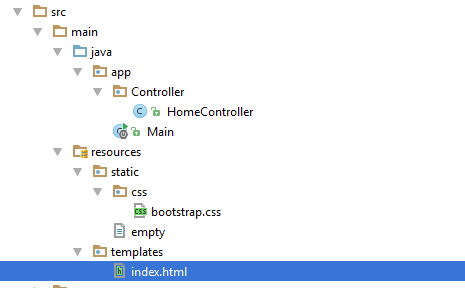 src
main
java
app
Controller
HomeController
Main
resources
static
css
bootstrap.css
empty
templates
index.html